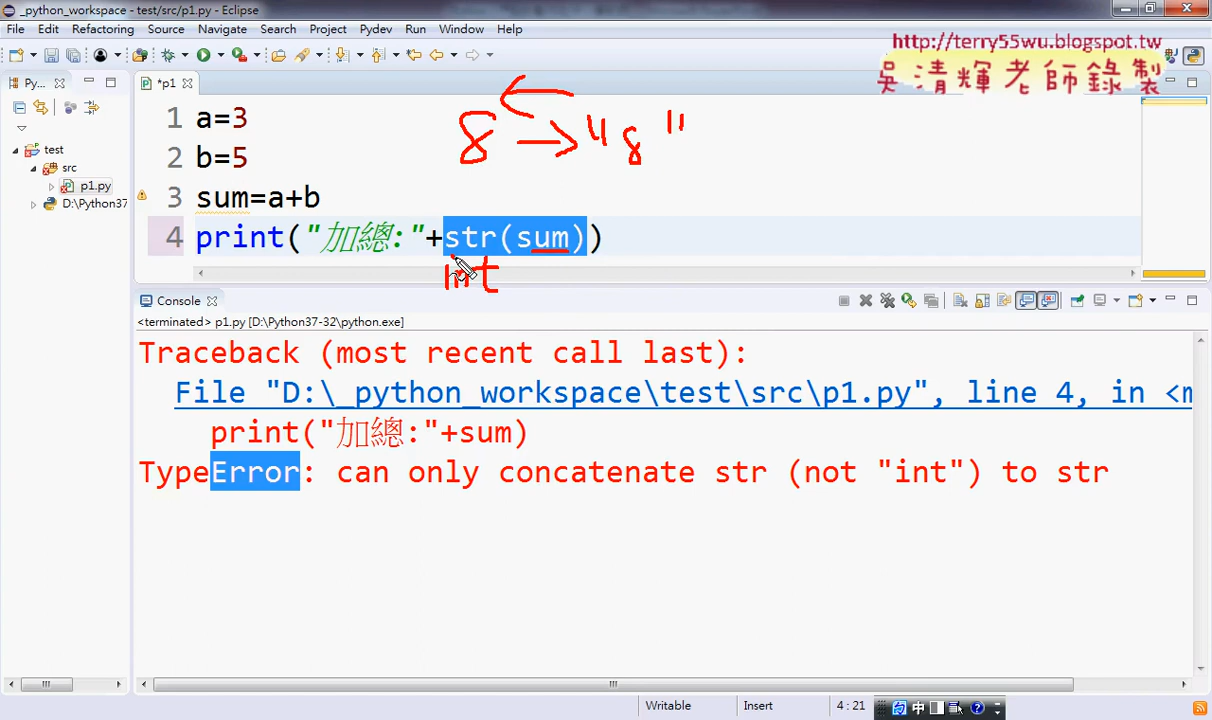 _python_workspace - test/src/p1.py - Eclipse
File Edit Refactoring Source Navigate Search Project Pydev Run Window Help
http://terry55wu.blogspot.tw
吳清輝老師錄製
Py...
*p1
test
src
p1.py
D:\Python37
1 a=3
2 b=5
3 sum=a+b
4 print("加總:"+str(sum))
8 → "8"
int
Console
<terminated> p1.py [D:\Python37-32\python.exe]
Traceback (most recent call last):
File "D:\_python_workspace\test\src\p1.py", line 4, in <m
print("加總:"+sum)
TypeError: can only concatenate str (not "int") to str
Writable Insert 4:21 中